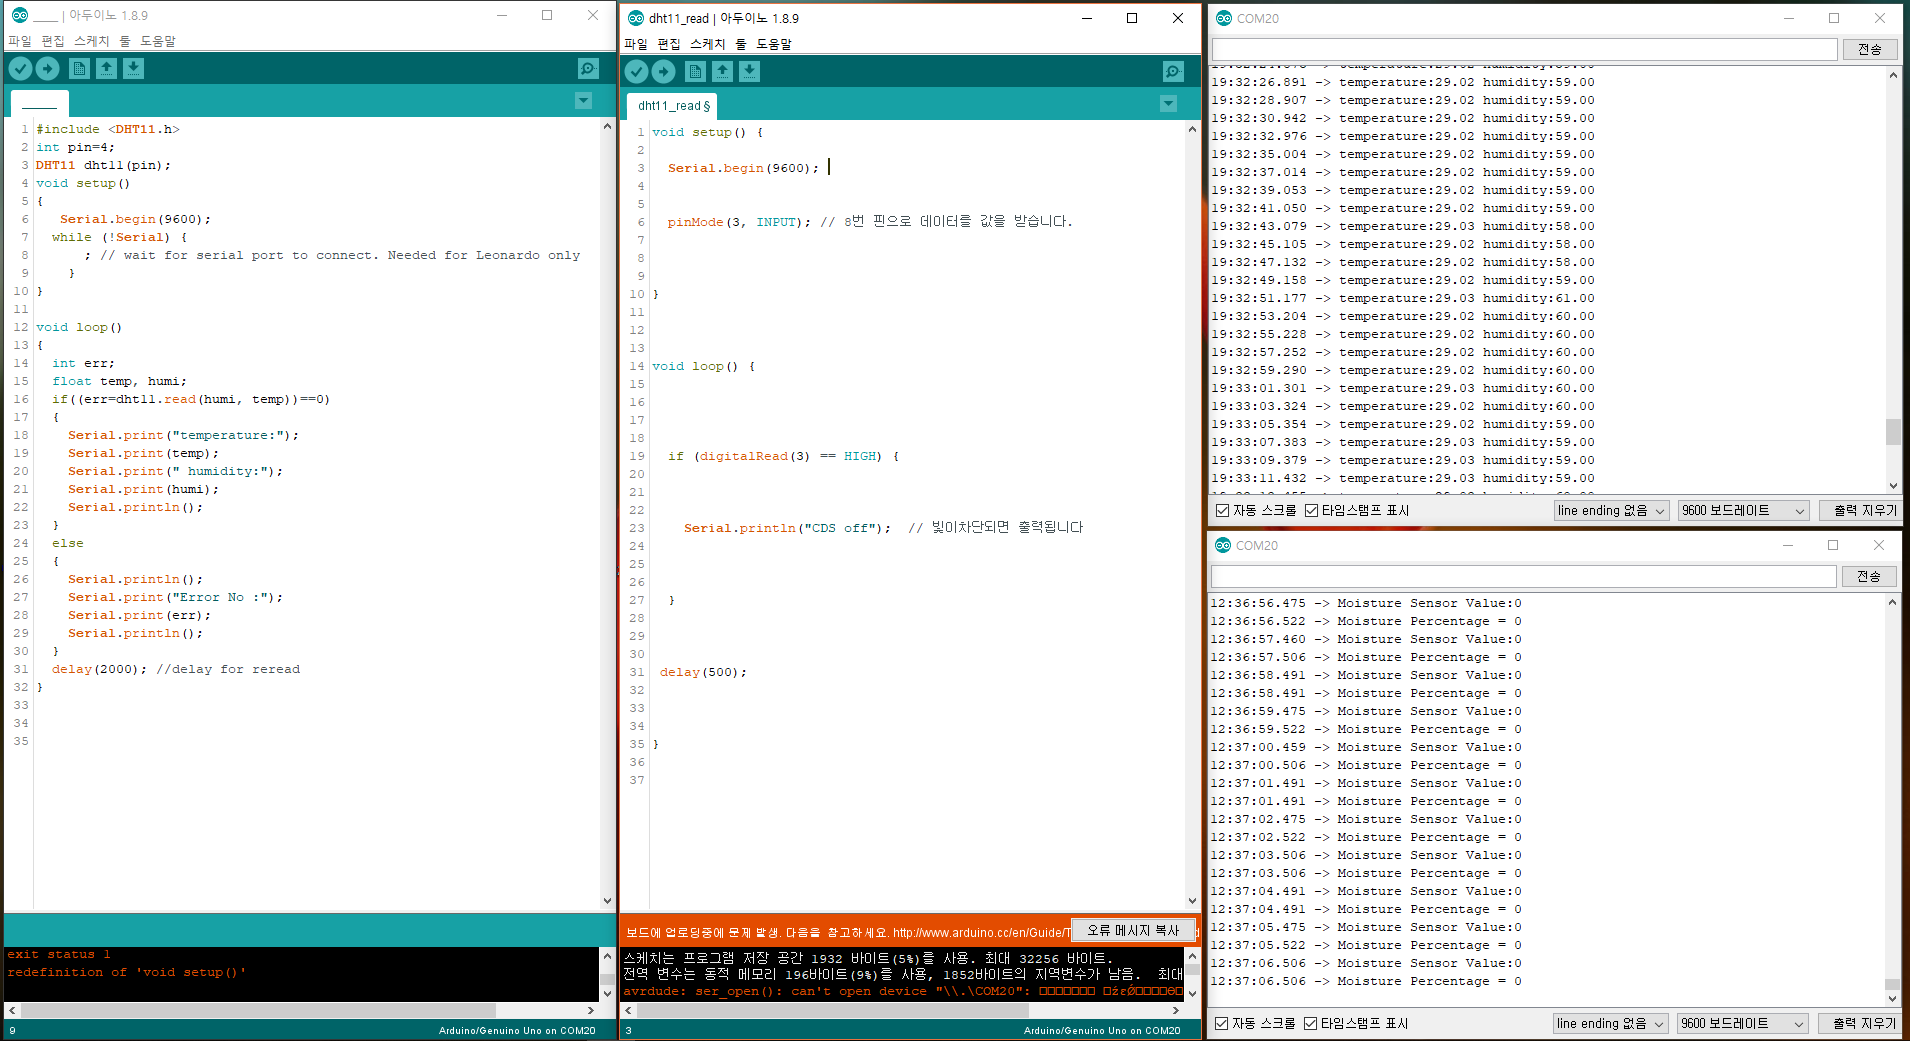 ____ | 아두이노 1.8.9
파일 편집 스케치 툴 도움말
____
1 #include <DHT11.h>
2 int pin=4;
3 DHT11 dht11(pin);
4 void setup()
5 {
6 Serial.begin(9600);
7 while (!Serial) {
8 ; // wait for serial port to connect. Needed for Leonardo only
9 }
10 }
11
12 void loop()
13 {
14 int err;
15 float temp, humi;
16 if((err=dht11.read(humi, temp))==0)
17 {
18 Serial.print("temperature:");
19 Serial.print(temp);
20 Serial.print(" humidity:");
21 Serial.print(humi);
22 Serial.println();
23 }
24 else
25 {
26 Serial.println();
27 Serial.print("Error No :");
28 Serial.print(err);
29 Serial.println();
30 }
31 delay(2000); //delay for reread
32 }
33
34
35
exit status 1
redefinition of 'void setup()'
9 Arduino/Genuino Uno on COM20
dht11_read | 아두이노 1.8.9
파일 편집 스케치 툴 도움말
dht11_read §
1 void setup() {
2
3 Serial.begin(9600);
4
5
6 pinMode(3, INPUT); // 8번 핀으로 데이터를 값을 받습니다.
7
8
9
10 }
11
12
13
14 void loop() {
15
16
17
18
19 if (digitalRead(3) == HIGH) {
20
21
22
23 Serial.println("CDS off"); // 빛이차단되면 출력됩니다
24
25
26
27 }
28
29
30
31 delay(500);
32
33
34
35 }
36
37
보드에 업로딩중에 문제 발생. 다음을 참고하세요. http://www.arduino.cc/en/Guide/T 오류 메시지 복사 d
스케치는 프로그램 저장 공간 1932 바이트(5%)을 사용. 최대 32256 바이트.
전역 변수는 동적 메모리 196바이트(9%)을 사용, 1852바이트의 지역변수가 남음. 최대
avrdude: ser_open(): can't open device "\\.\COM20":
3 Arduino/Genuino Uno on COM20
COM20
전송
19:32:26.891 -> temperature:29.02 humidity:59.00
19:32:28.907 -> temperature:29.02 humidity:59.00
19:32:30.942 -> temperature:29.02 humidity:59.00
19:32:32.976 -> temperature:29.02 humidity:59.00
19:32:35.004 -> temperature:29.02 humidity:59.00
19:32:37.014 -> temperature:29.02 humidity:59.00
19:32:39.053 -> temperature:29.02 humidity:59.00
19:32:41.050 -> temperature:29.02 humidity:59.00
19:32:43.079 -> temperature:29.03 humidity:58.00
19:32:45.105 -> temperature:29.02 humidity:58.00
19:32:47.132 -> temperature:29.02 humidity:58.00
19:32:49.158 -> temperature:29.02 humidity:59.00
19:32:51.177 -> temperature:29.03 humidity:61.00
19:32:53.204 -> temperature:29.02 humidity:60.00
19:32:55.228 -> temperature:29.02 humidity:60.00
19:32:57.252 -> temperature:29.02 humidity:60.00
19:32:59.290 -> temperature:29.02 humidity:60.00
19:33:01.301 -> temperature:29.03 humidity:60.00
19:33:03.324 -> temperature:29.02 humidity:60.00
19:33:05.354 -> temperature:29.02 humidity:59.00
19:33:07.383 -> temperature:29.03 humidity:59.00
19:33:09.379 -> temperature:29.03 humidity:59.00
19:33:11.432 -> temperature:29.03 humidity:59.00
자동 스크롤 타임스탬프 표시 line ending 없음 9600 보드레이트 출력 지우기
COM20
전송
12:36:56.475 -> Moisture Sensor Value:0
12:36:56.522 -> Moisture Percentage = 0
12:36:57.460 -> Moisture Sensor Value:0
12:36:57.506 -> Moisture Percentage = 0
12:36:58.491 -> Moisture Sensor Value:0
12:36:58.491 -> Moisture Percentage = 0
12:36:59.475 -> Moisture Sensor Value:0
12:36:59.522 -> Moisture Percentage = 0
12:37:00.459 -> Moisture Sensor Value:0
12:37:00.506 -> Moisture Percentage = 0
12:37:01.491 -> Moisture Sensor Value:0
12:37:01.491 -> Moisture Percentage = 0
12:37:02.475 -> Moisture Sensor Value:0
12:37:02.522 -> Moisture Percentage = 0
12:37:03.506 -> Moisture Sensor Value:0
12:37:03.506 -> Moisture Percentage = 0
12:37:04.491 -> Moisture Sensor Value:0
12:37:04.491 -> Moisture Percentage = 0
12:37:05.475 -> Moisture Sensor Value:0
12:37:05.522 -> Moisture Percentage = 0
12:37:06.506 -> Moisture Sensor Value:0
12:37:06.506 -> Moisture Percentage = 0
자동 스크롤 타임스탬프 표시 line ending 없음 9600 보드레이트 출력 지우기